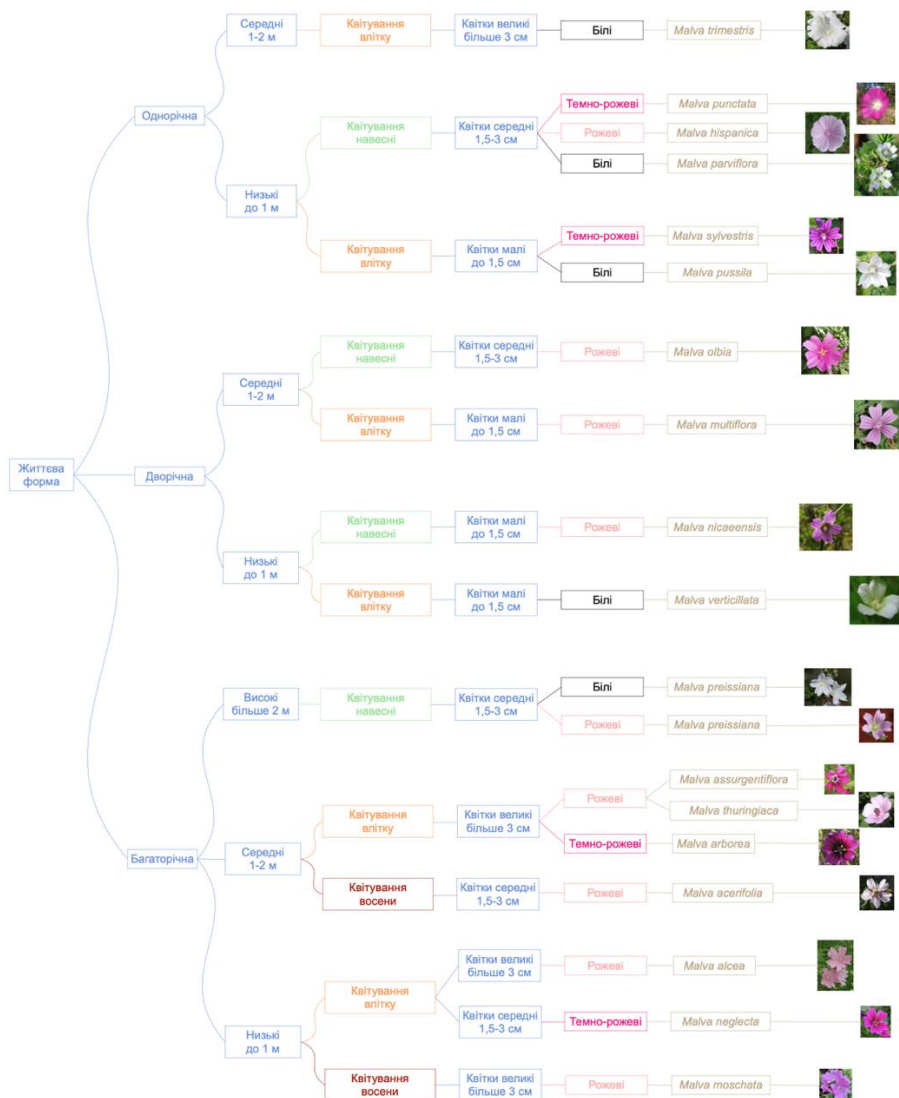 Середні
1-2 м
Квітування
влітку
Квітки великі
більше 3 см
Білі
Malva trimestris
Однорічна
Темно-рожеві
Malva punctata
Квітування
навесні
Квітки середні
1,5-3 см
Рожеві
Malva hispanica
Білі
Malva parviflora
Низькі
до 1 м
Темно-рожеві
Malva sylvestris
Квітування
влітку
Квітки малі
до 1,5 см
Білі
Malva pussila
Квітування
навесні
Квітки середні
1,5-3 см
Рожеві
Malva olbia
Середні
1-2 м
Квітування
влітку
Квітки малі
до 1,5 см
Рожеві
Malva multiflora
Життєва
форма
Дворічна
Квітування
навесні
Квітки малі
до 1,5 см
Рожеві
Malva nicaeensis
Низькі
до 1 м
Квітування
влітку
Квітки малі
до 1,5 см
Білі
Malva verticillata
Білі
Malva preissiana
Високі
більше 2 м
Квітування
навесні
Квітки середні
1,5-3 см
Рожеві
Malva preissiana
Malva assurgentiflora
Рожеві
Malva thuringiaca
Квітування
влітку
Квітки великі
більше 3 см
Темно-рожеві
Malva arborea
Багаторічна
Середні
1-2 м
Квітування
восени
Квітки середні
1,5-3 см
Рожеві
Malva acerifolia
Квітки великі
більше 3 см
Рожеві
Malva alcea
Квітування
влітку
Квітки середні
1,5-3 см
Темно-рожеві
Malva neglecta
Низькі
до 1 м
Квітування
восени
Квітки великі
більше 3 см
Рожеві
Malva moschata